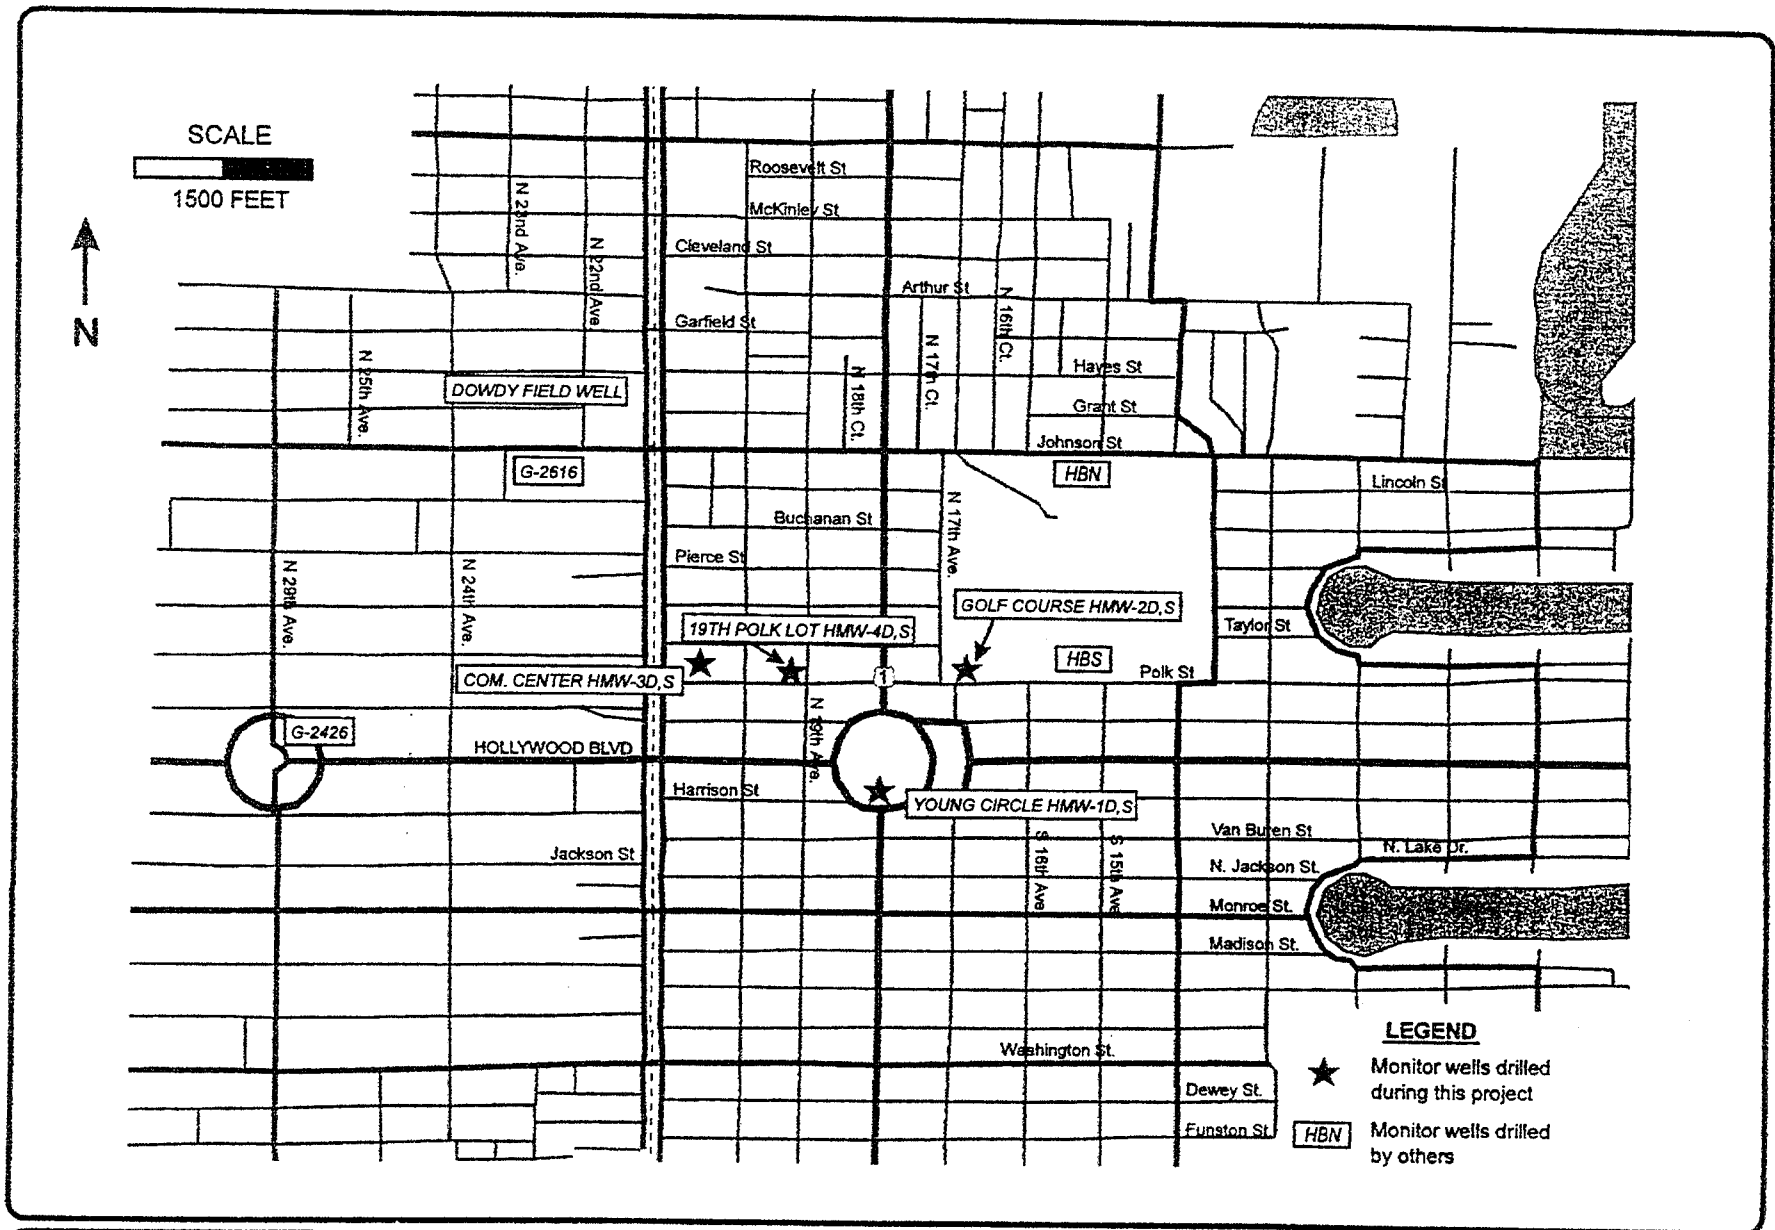 SCALE
1500 FEET
N
Roosevelt St
McKinley St
N 23nd Ave.
N 22nd Ave
Cleveland St
Arthur St
N 16th Ct.
Garfield St
N 17th Ct.
N 25th Ave.
N 18th Ct.
Hayes St
DOWDY FIELD WELL
Grant St
Johnson St
G-2616
HBN
Lincoln St
N 17th Ave.
Buchanan St
Pierce St
N 28th Ave.
N 24th Ave.
GOLF COURSE HMW-2D,S
19TH POLK LOT HMW-4D,S
Taylor St
HBS
COM. CENTER HMW-3D,S
1
Polk St
N 19th Ave.
G-2426
HOLLYWOOD BLVD
Harrison St
YOUNG CIRCLE HMW-1D,S
Van Buren St
S 16th Ave
S 15th Ave
N. Lake Dr.
Jackson St
N. Jackson St.
Monroe St.
Madison St.
LEGEND
Washington St.
Monitor wells drilled
during this project
Dewey St.
Funston St.
HBN
Monitor wells drilled
by others